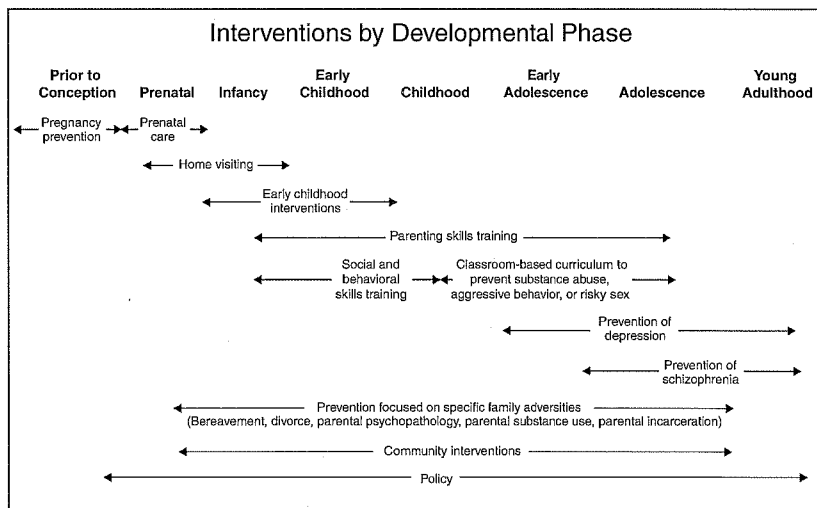 Interventions by Developmental Phase
Prior to
Conception
Prenatal
Infancy
Early
Childhood
Childhood
Early
Adolescence
Adolescence
Young
Adulthood
Pregnancy
prevention
Prenatal
care
Home visiting
Early childhood
interventions
Parenting skills training
Social and
behavioral
skills training
Classroom-based curriculum to
prevent substance abuse,
aggressive behavior, or risky sex
Prevention of
depression
Prevention of
schizophrenia
Prevention focused on specific family adversities
(Bereavement, divorce, parental psychopathology, parental substance use, parental incarceration)
Community interventions
Policy